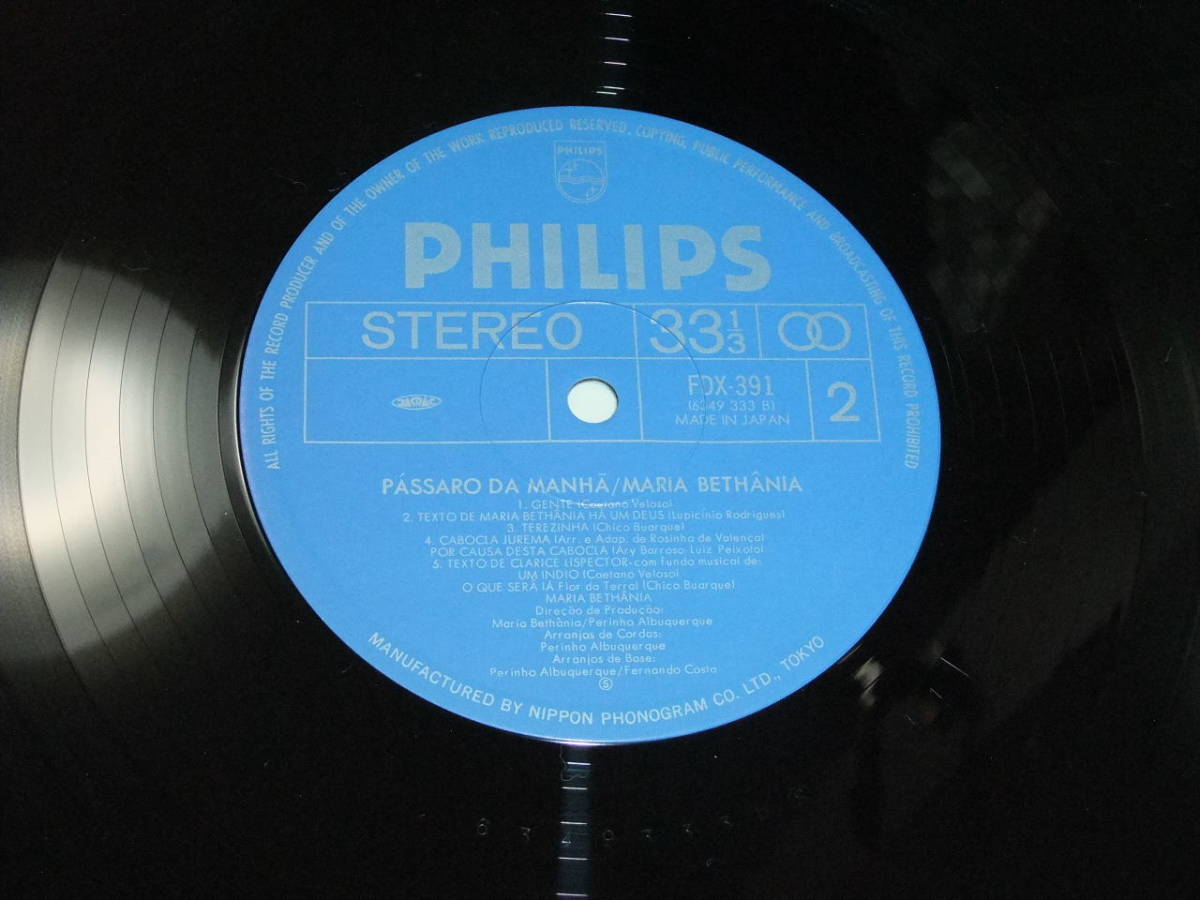 ALL RIGHTS OF THE RECORD PRODUCER AND OF THE OWNER OF THE WORK REPRODUCED RESERVED. COPYING, PUBLIC PERFORMANCE AND BROADCASTING OF THIS RECORD PROHIBITED
PHILIPS
PHILIPS
STEREO
33 1/3
JASRAC
FDX-391
(6349 333 B)
MADE IN JAPAN
2
PÁSSARO DA MANHÃ/MARIA BETHÂNIA
1. GENTE (Caetano Veloso)
2. TEXTO DE MARIA BETHÂNIA HÁ UM DEUS (Lupicínio Rodrigues)
3. TEREZINHA (Chico Buarque)
4. CABOCLA JUREMA (Arr. e Adap. de Rosinha de Valença)
POR CAUSA DESTA CABOCLA (Ary Barroso-Luiz Peixoto)
5. TEXTO DE CLARICE LISPECTOR-com fundo musical de:
UM INDIO (Caetano Veloso)
O QUE SERÁ (Á Flor da Terra) (Chico Buarque)
MARIA BETHÂNIA
Direção de Produção:
Maria Bethânia/Perinho Albuquerque
Arranjos de Cordas:
Perinho Albuquerque
Arranjos de Base:
Perinho Albuquerque/Fernando Costa
Ⓢ
MANUFACTURED BY NIPPON PHONOGRAM CO. LTD., TOKYO
6349333